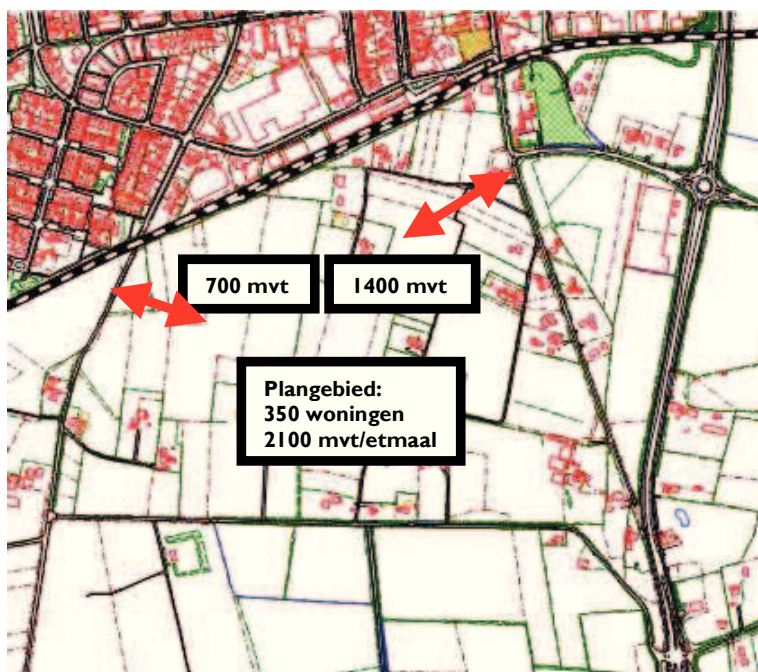 700 mvt
1400 mvt
Plangebied:
350 woningen
2100 mvt/etmaal